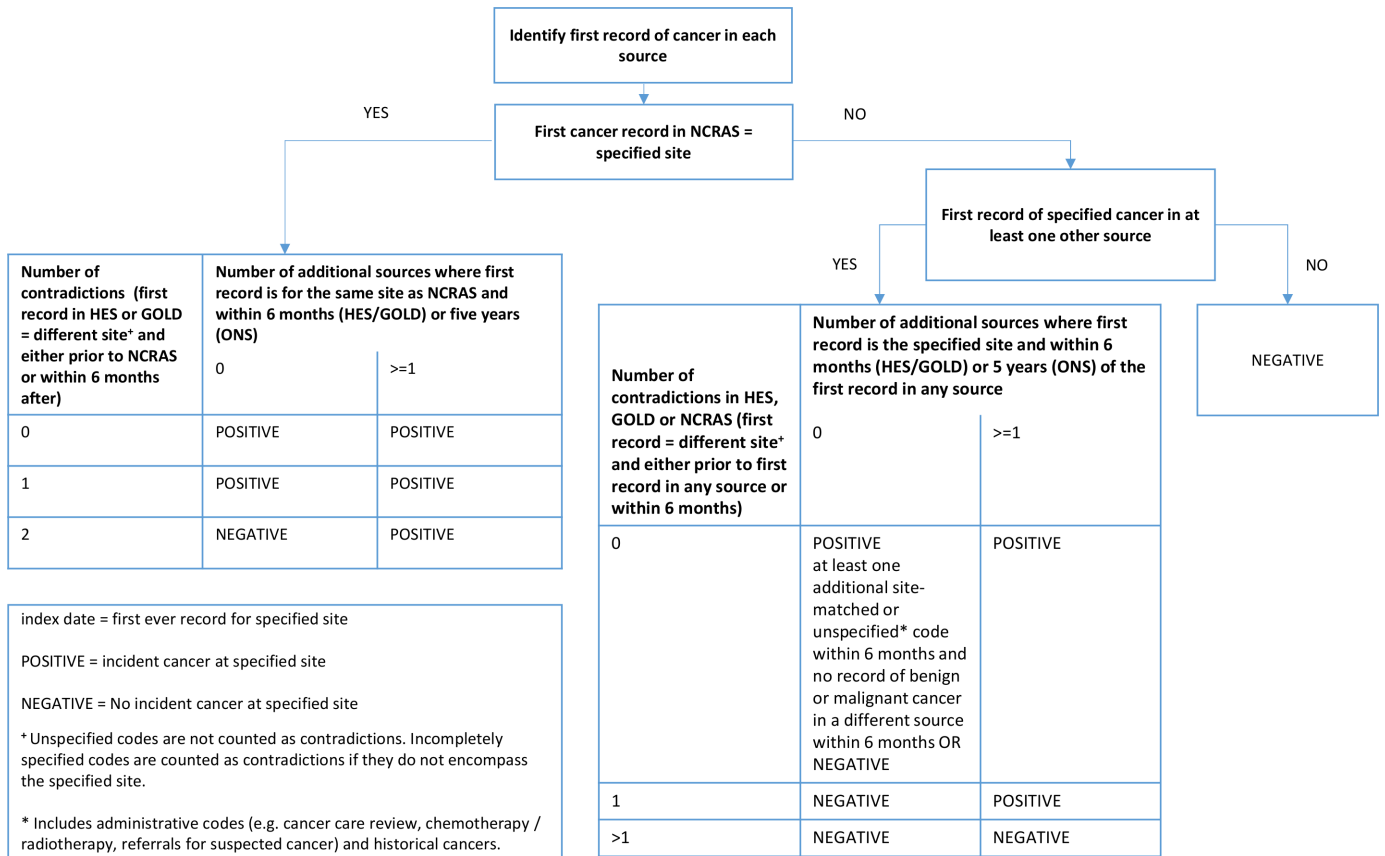 Identify first record of cancer in each
source
YES
NO
First cancer record in NCRAS =
specified site
First record of specified cancer in at
least one other source
YES
NO
NEGATIVE
Number of
contradictions (first
record in HES or GOLD
= different site⁺ and
either prior to NCRAS
or within 6 months
after)
Number of additional sources where first
record is for the same site as NCRAS and
within 6 months (HES/GOLD) or five years
(ONS)
0
>=1
0
POSITIVE
POSITIVE
1
POSITIVE
POSITIVE
2
NEGATIVE
POSITIVE
Number of
contradictions in HES,
GOLD or NCRAS (first
record = different site⁺
and either prior to first
record in any source or
within 6 months)
Number of additional sources where first
record is the specified site and within 6
months (HES/GOLD) or 5 years (ONS) of the
first record in any source
0
>=1
0
POSITIVE
at least one
additional site-
matched or
unspecified* code
within 6 months and
no record of benign
or malignant cancer
in a different source
within 6 months OR
NEGATIVE
POSITIVE
1
NEGATIVE
POSITIVE
>1
NEGATIVE
NEGATIVE
index date = first ever record for specified site
POSITIVE = incident cancer at specified site
NEGATIVE = No incident cancer at specified site
⁺ Unspecified codes are not counted as contradictions. Incompletely
specified codes are counted as contradictions if they do not encompass
the specified site.
* Includes administrative codes (e.g. cancer care review, chemotherapy /
radiotherapy, referrals for suspected cancer) and historical cancers.